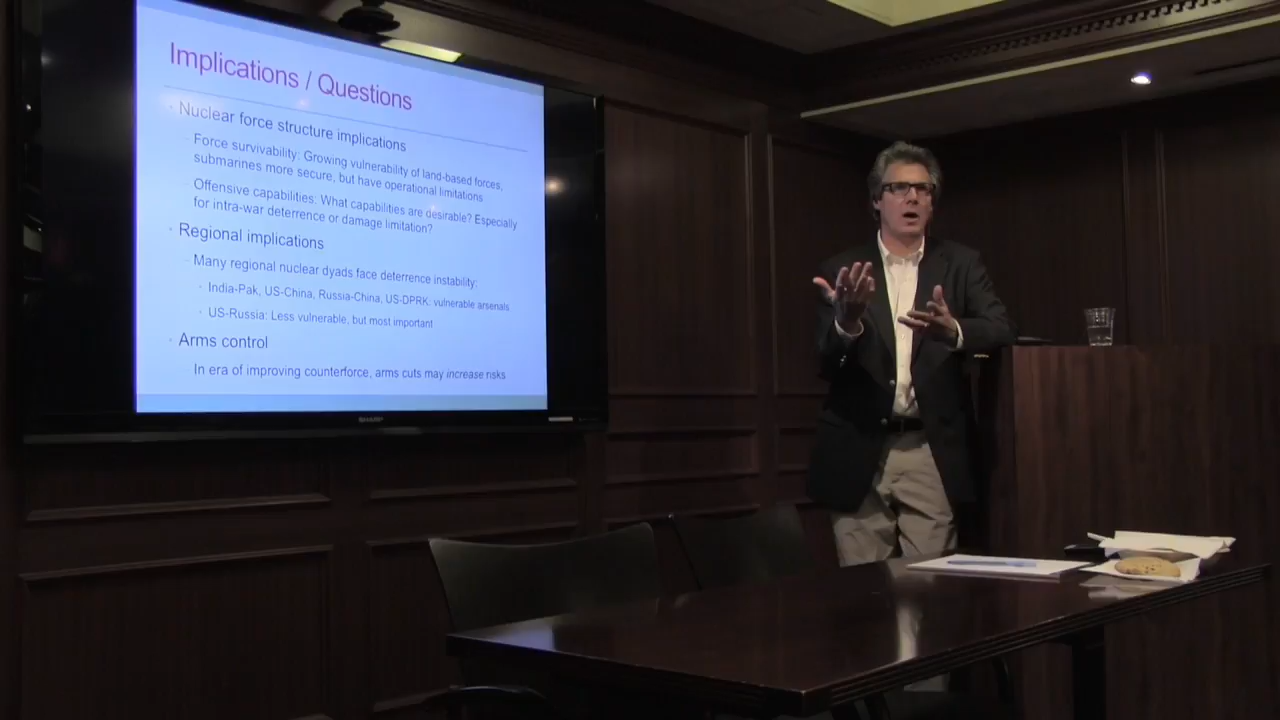 Implications / Questions
Nuclear force structure implications
Force survivability: Growing vulnerability of land-based forces,
submarines more secure, but have operational limitations
Offensive capabilities: What capabilities are desirable? Especially
for intra-war deterrence or damage limitation?
Regional implications
Many regional nuclear dyads face deterrence instability:
India-Pak, US-China, Russia-China, US-DPRK: vulnerable arsenals
US-Russia: Less vulnerable, but most important
Arms control
In era of improving counterforce, arms cuts may increase risks
SHARP